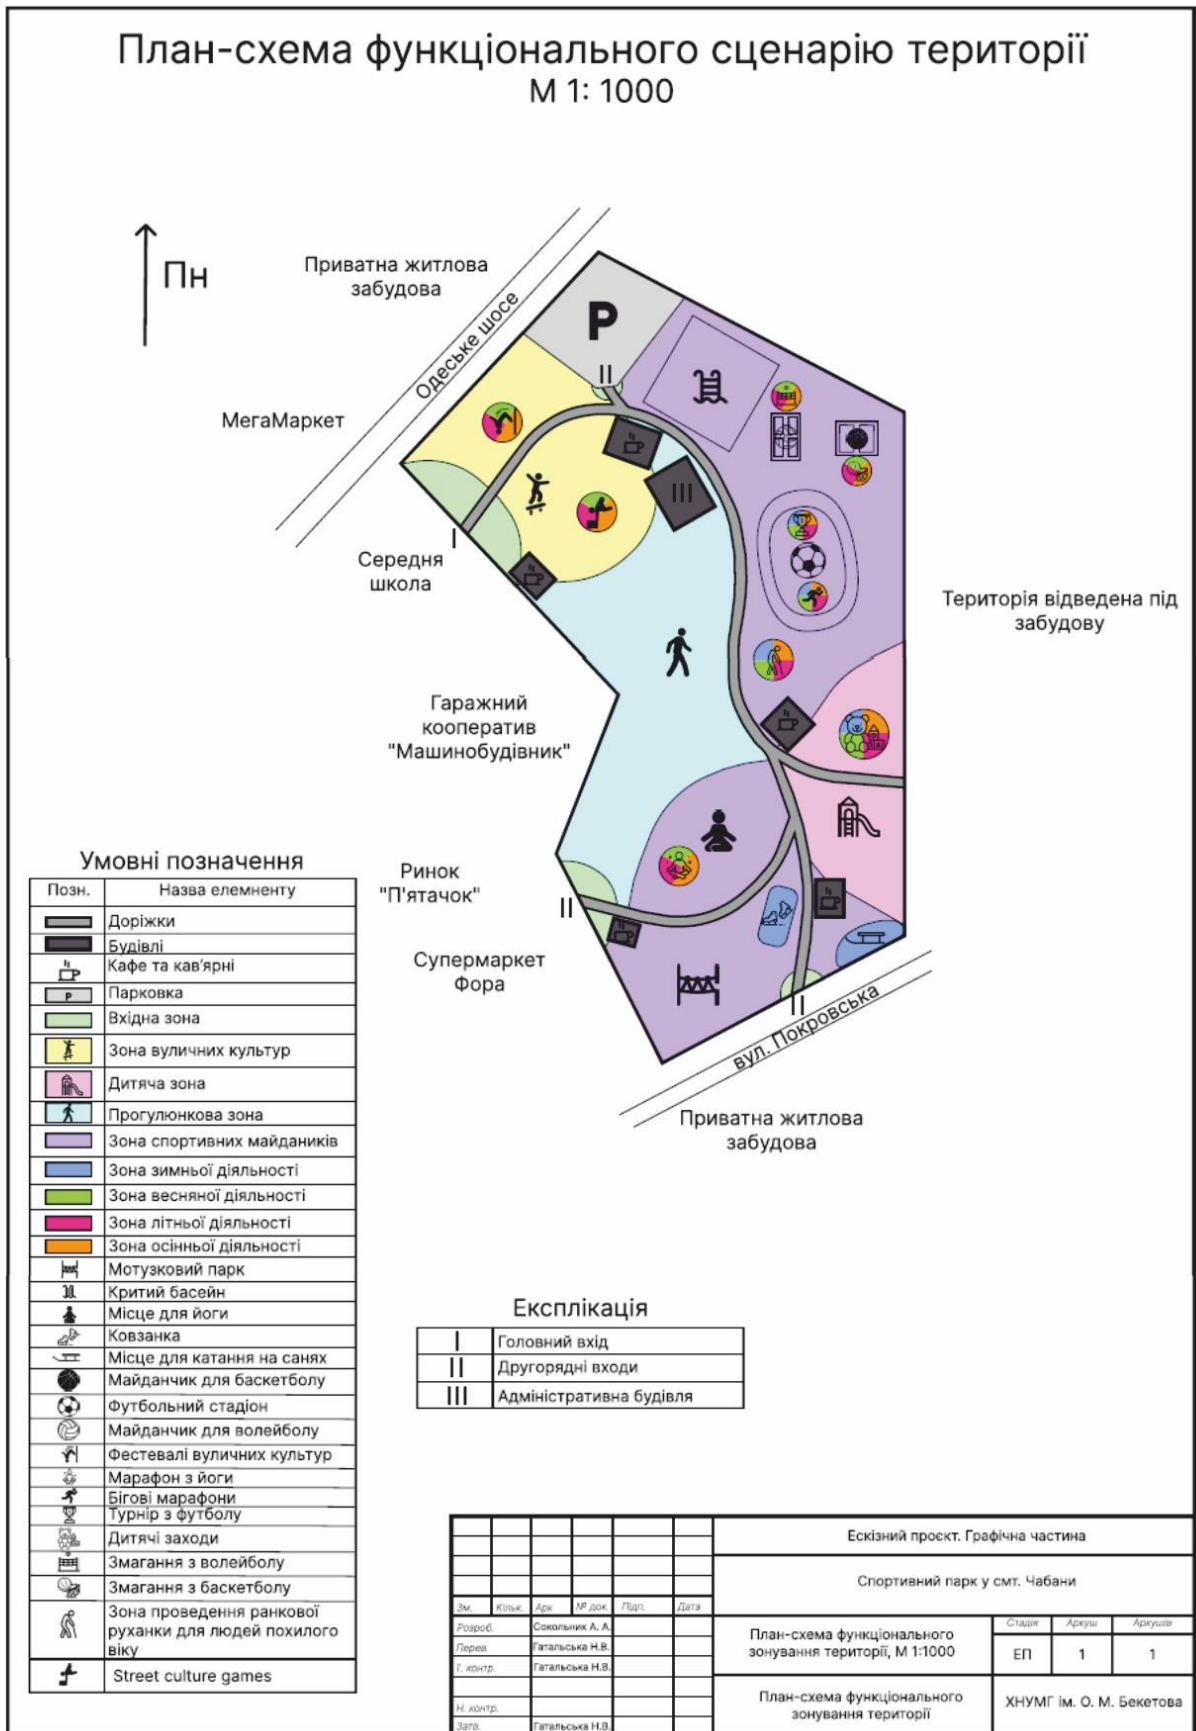 План-схема функціонального сценарію території
М 1: 1000
Пн
Приватна житлова
забудова
Одеське шосе
МегаМаркет
P
II
III
I
Середня
школа
Територія відведена під
забудову
Гаражний
кооператив
"Машинобудівник"
Ринок
"П'ятачок"
II
Супермаркет
Фора
II
вул. Покровська
Приватна житлова
забудова
Умовні позначення
Позн.
Назва елемненту
Доріжки
Будівлі
Кафе та кав'ярні
P
Парковка
Вхідна зона
Зона вуличних культур
Дитяча зона
Прогулюнкова зона
Зона спортивних майдаників
Зона зимньої діяльності
Зона весняної діяльності
Зона літньої діяльності
Зона осінньої діяльності
Мотузковий парк
Критий басейн
Місце для йоги
Ковзанка
Місце для катання на санях
Майданчик для баскетболу
Футбольний стадіон
Майданчик для волейболу
Фестевалі вуличних культур
Марафон з йоги
Бігові марафони
Турнір з футболу
Дитячі заходи
Змагання з волейболу
Змагання з баскетболу
Зона проведення ранкової
руханки для людей похилого
віку
Street culture games
Експлікація
I Головний вхід
II Другорядні входи
III Адміністративна будівля
Ескізний проєкт. Графічна частина
Спортивний парк у смт. Чабани
Зм. Кільк. Арк № док. Підп. Дата
Розроб. Сокольник А. А.
Перев. Гатальська Н.В.
Т. контр. Гатальська Н.В.
Н. контр.
Затв. Гатальська Н.В.
План-схема функціонального
зонування території, М 1:1000
Стадія Аркуш Аркушів
ЕП 1 1
План-схема функціонального
зонування території
ХНУМГ ім. О. М. Бекетова